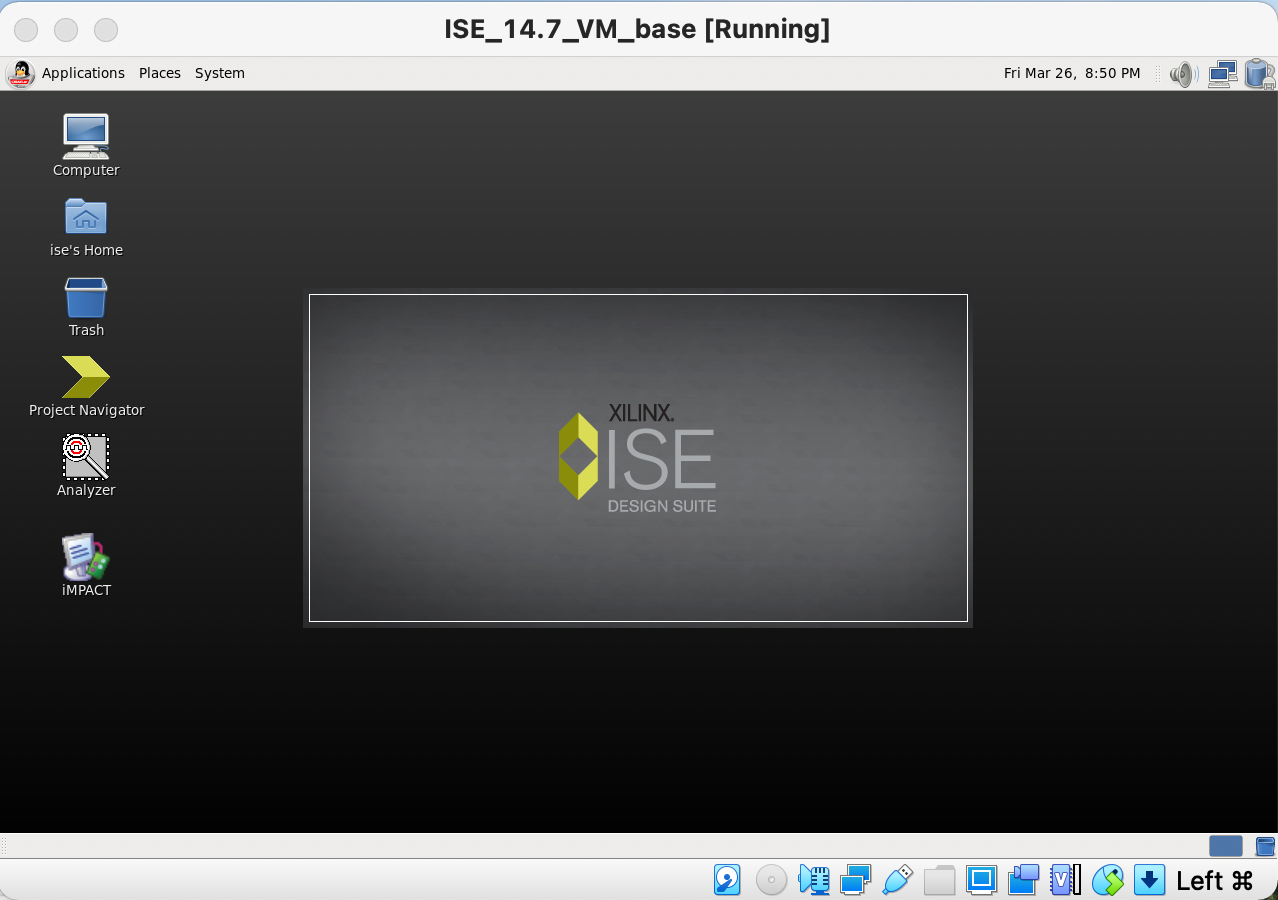 ISE_14.7_VM_base [Running]
Applications Places System Fri Mar 26, 8:50 PM
Computer
ise's Home
Trash
Project Navigator
Analyzer
iMPACT
XILINX.
ISE
DESIGN SUITE
V
Left ⌘